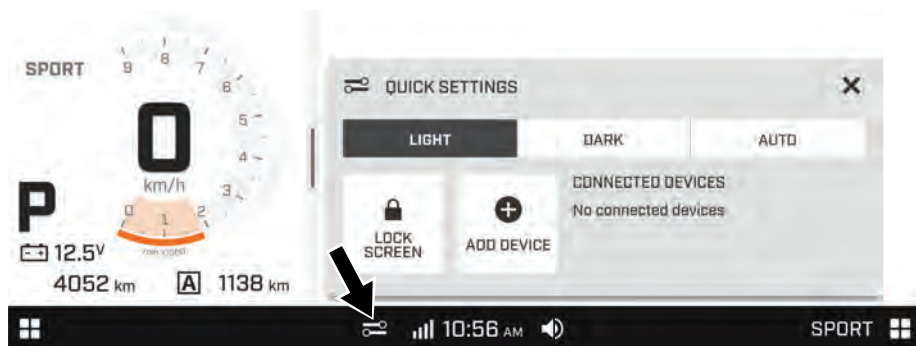 SPORT
9 8 7
6
5
4
3
2
1
0
0
km/h
P
12.5V
4052 km A 1138 km
QUICK SETTINGS
LIGHT DARK AUTO
LOCK SCREEN
ADD DEVICE
CONNECTED DEVICES
No connected devices
10:56 AM
SPORT